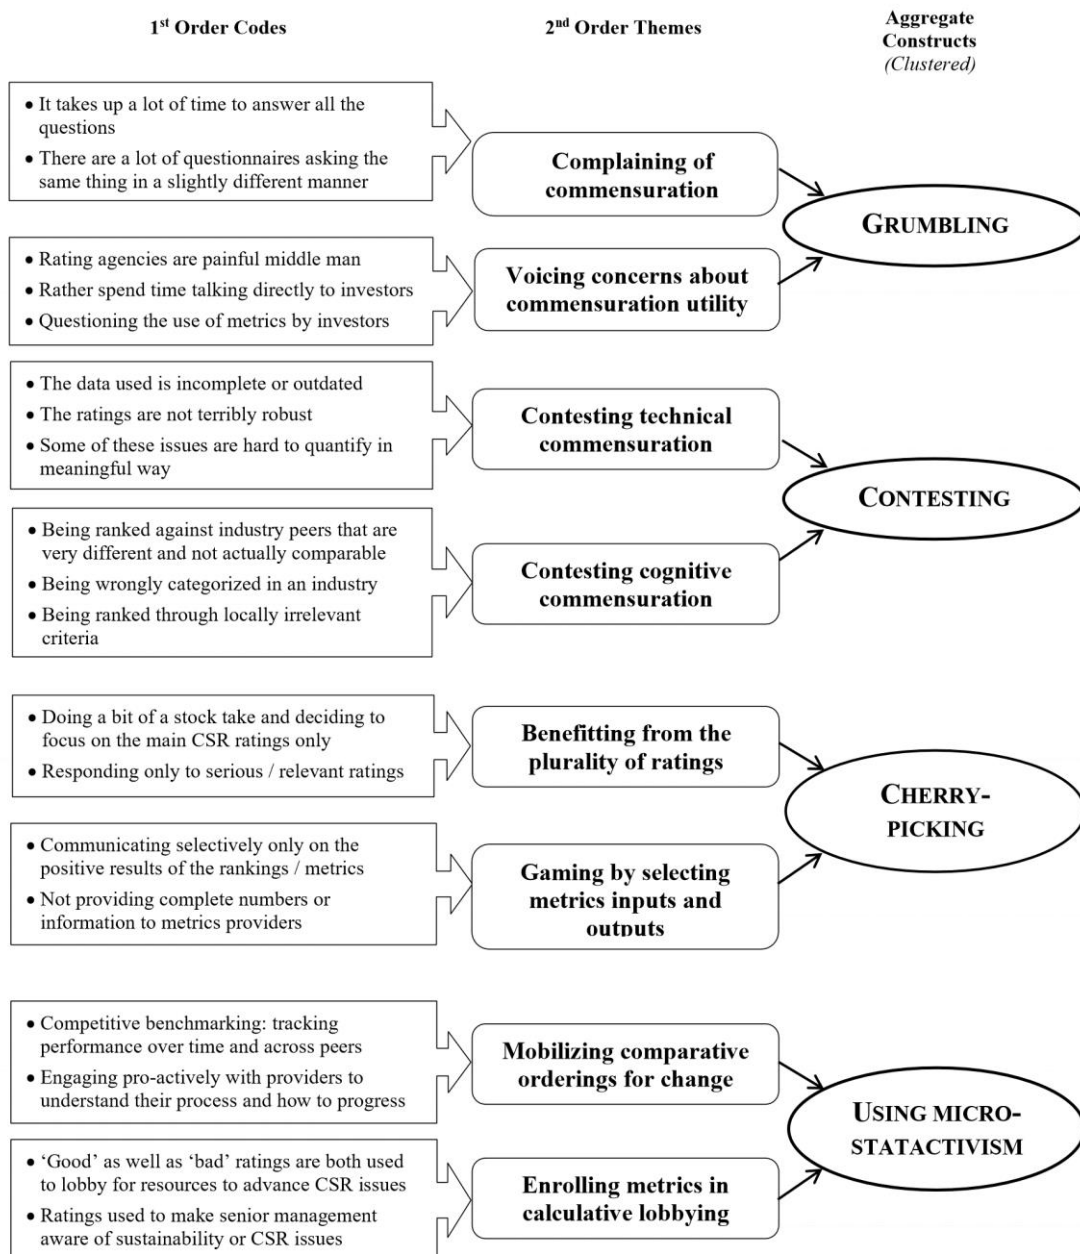 1st Order Codes
2nd Order Themes
Aggregate
Constructs
(Clustered)
• It takes up a lot of time to answer all the
questions
• There are a lot of questionnaires asking the
same thing in a slightly different manner
Complaining of
commensuration
GRUMBLING
• Rating agencies are painful middle man
• Rather spend time talking directly to investors
• Questioning the use of metrics by investors
Voicing concerns about
commensuration utility
• The data used is incomplete or outdated
• The ratings are not terribly robust
• Some of these issues are hard to quantify in
meaningful way
Contesting technical
commensuration
CONTESTING
• Being ranked against industry peers that are
very different and not actually comparable
• Being wrongly categorized in an industry
• Being ranked through locally irrelevant
criteria
Contesting cognitive
commensuration
• Doing a bit of a stock take and deciding to
focus on the main CSR ratings only
• Responding only to serious / relevant ratings
Benefitting from the
plurality of ratings
CHERRY-
PICKING
• Communicating selectively only on the
positive results of the rankings / metrics
• Not providing complete numbers or
information to metrics providers
Gaming by selecting
metrics inputs and
outputs
• Competitive benchmarking: tracking
performance over time and across peers
• Engaging pro-actively with providers to
understand their process and how to progress
Mobilizing comparative
orderings for change
USING MICRO-
STATACTIVISM
• ‘Good’ as well as ‘bad’ ratings are both used
to lobby for resources to advance CSR issues
• Ratings used to make senior management
aware of sustainability or CSR issues
Enrolling metrics in
calculative lobbying